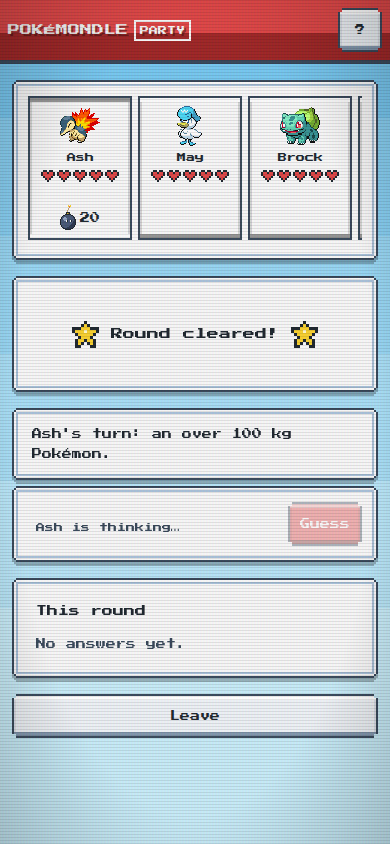 POKéMONDLE PARTY
?
Ash
May
Brock
20
Round cleared!
Ash's turn: an over 100 kg
Pokémon.
Ash is thinking…
Guess
This round
No answers yet.
Leave